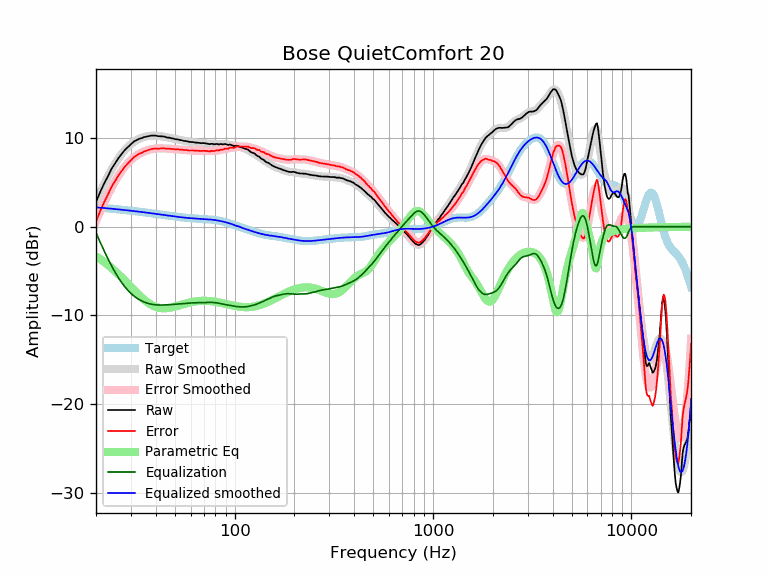 Bose QuietComfort 20
Amplitude (dBr)
10
0
−10
−20
−30
Target
Raw Smoothed
Error Smoothed
Raw
Error
Parametric Eq
Equalization
Equalized smoothed
100
1000
10000
Frequency (Hz)